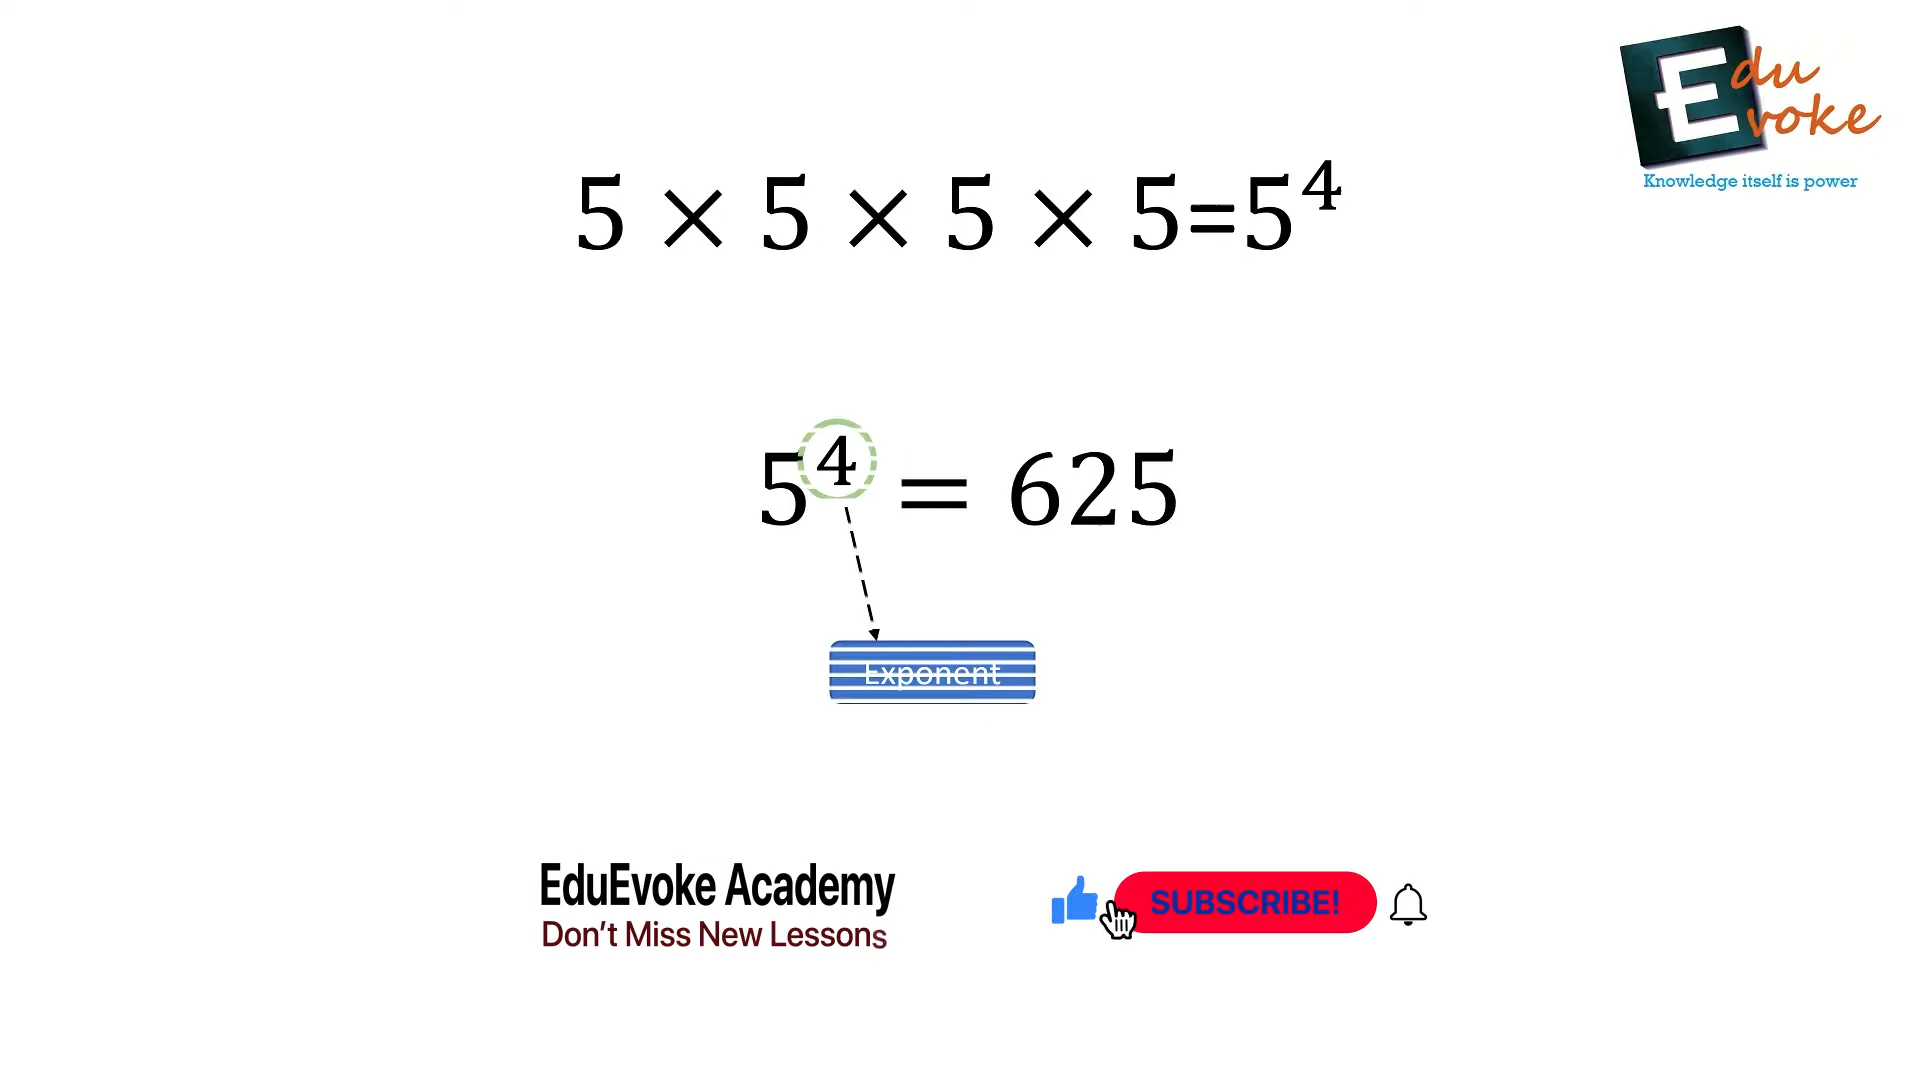 Edu
Evoke
Knowledge itself is power
5 × 5 × 5 × 5=5⁴
5⁴ = 625
Exponent
EduEvoke Academy
Don't Miss New Lessons
SUBSCRIBE!